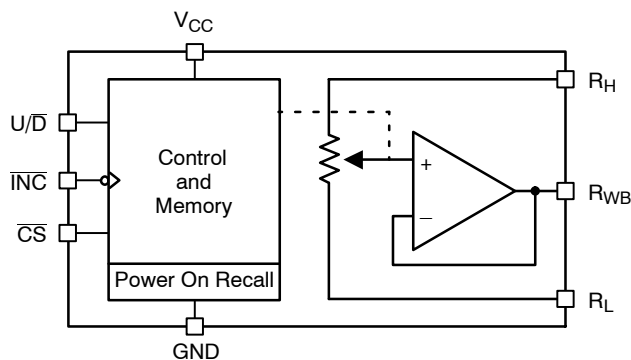 V_CC
U/D̅
I̅N̅C̅
C̅S̅
Control
and
Memory
Power On Recall
GND
+
−
R_H
R_WB
R_L